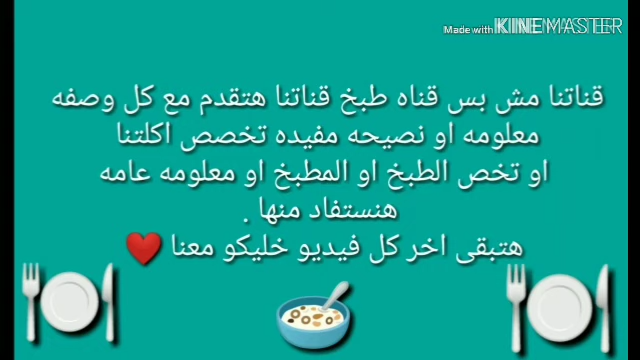 Made with KINEMASTER
قناتنا مش بس قناه طبخ قناتنا هتقدم مع كل وصفه
معلومه او نصيحه مفيده تخصص اكلتنا
او تخص الطبخ او المطبخ او معلومه عامه
هنستفاد منها .
هتبقى اخر كل فيديو خليكو معنا ❤️